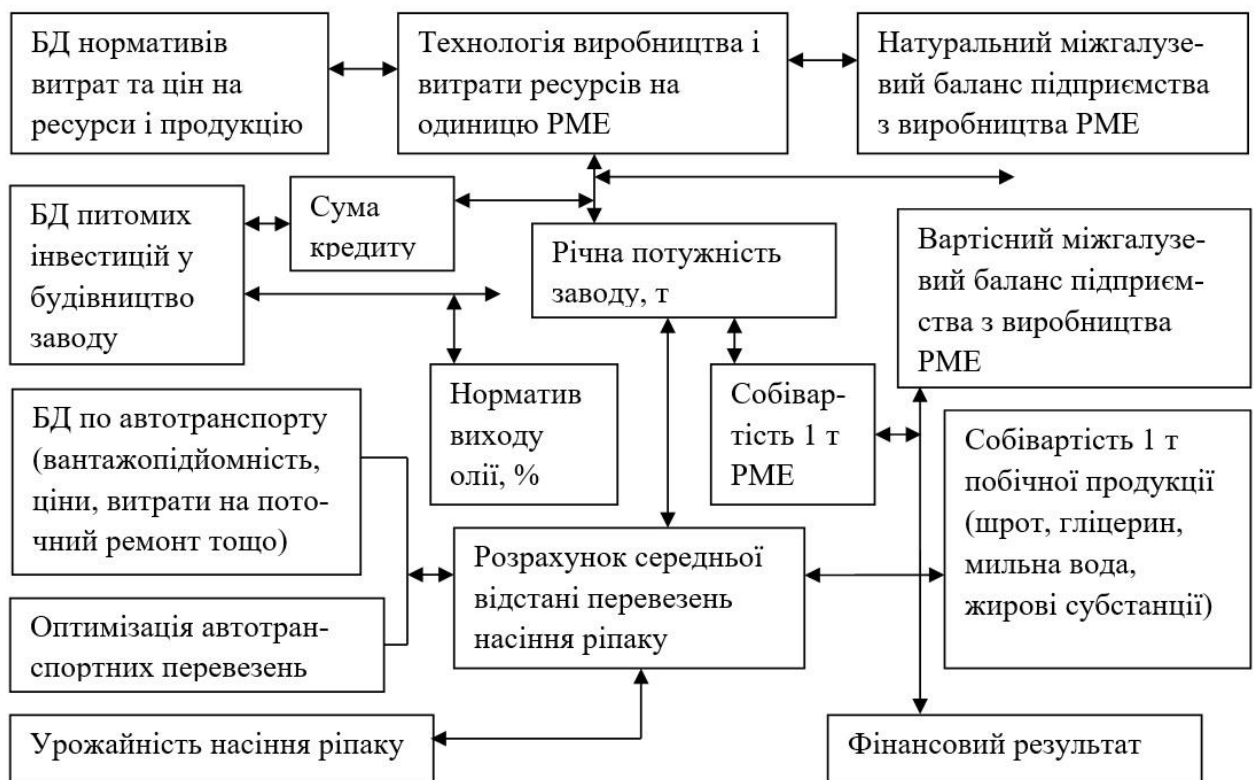 БД нормативів
витрат та цін на
ресурси і продукцію
Технологія виробництва і
витрати ресурсів на
одиницю РМЕ
Натуральний міжгалузе-
вий баланс підприємства
з виробництва РМЕ
БД питомих
інвестицій у
будівництво
заводу
Сума
кредиту
Річна потужність
заводу, т
Вартісний міжгалузе-
вий баланс підприєм-
ства з виробництва
РМЕ
БД по автотранспорту
(вантажопідйомність,
ціни, витрати на пото-
чний ремонт тощо)
Норматив
виходу
олії, %
Собівар-
тість 1 т
РМЕ
Собівартість 1 т
побічної продукції
(шрот, гліцерин,
мильна вода,
жирові субстанції)
Оптимізація автотран-
спортних перевезень
Розрахунок середньої
відстані перевезень
насіння ріпаку
Урожайність насіння ріпаку
Фінансовий результат